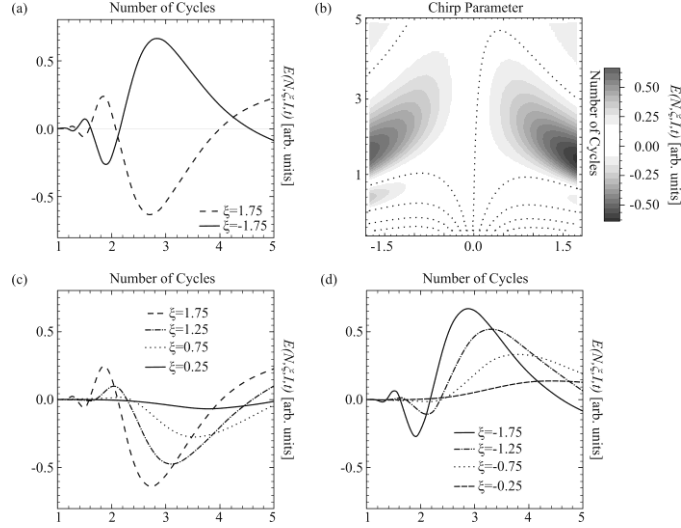 (a)
Number of Cycles
0.5
0.0
-0.5
1
2
3
4
5
E(N,ξ,I,t) [arb. units]
ξ=1.75
ξ=-1.75
(b)
Chirp Parameter
5
3
1
-1.5
0.0
1.5
Number of Cycles
0.50
0.25
0.00
-0.25
-0.50
E(N,ξ,I,t) [arb. units]
(c)
Number of Cycles
0.5
0.0
-0.5
1
2
3
4
5
ξ=1.75
ξ=1.25
ξ=0.75
ξ=0.25
E(N,ξ,I,t) [arb. units]
(d)
Number of Cycles
0.5
0.0
-0.5
1
2
3
4
5
ξ=-1.75
ξ=-1.25
ξ=-0.75
ξ=-0.25
E(N,ξ,I,t) [arb. units]